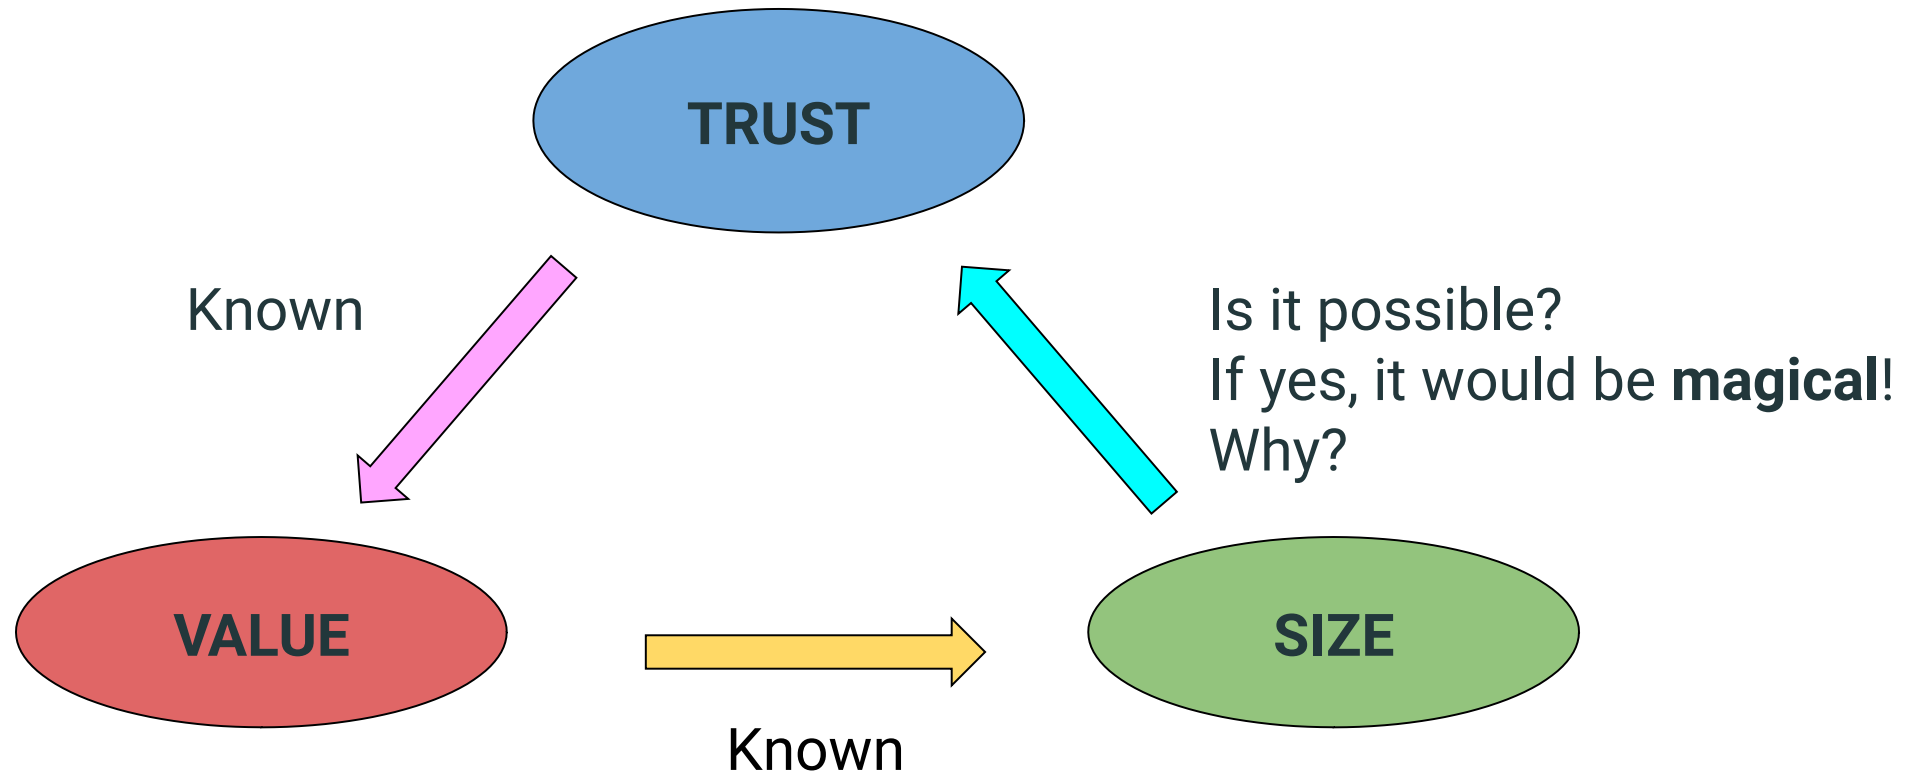 TRUST
Known
Is it possible?
If yes, it would be magical!
Why?
VALUE
SIZE
Known